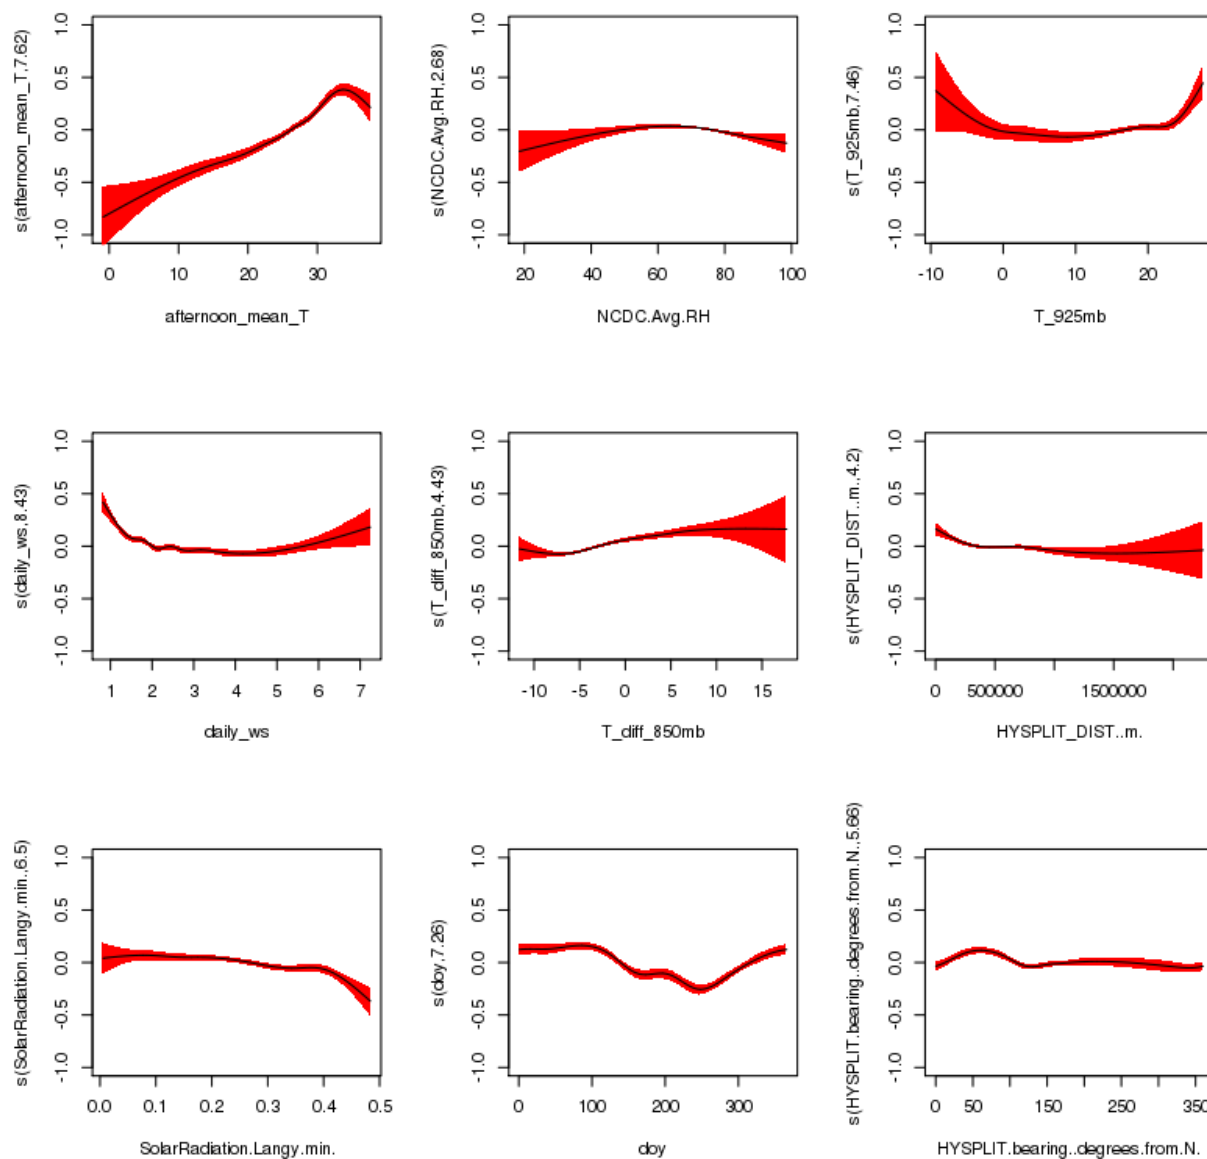 s(afternoon_mean_T,7.62)
1.0
0.5
0.0
-0.5
-1.0
0 10 20 30
afternoon_mean_T
s(NCDC.Avg.RH,2.68)
1.0
0.5
0.0
-0.5
-1.0
20 40 60 80 100
NCDC.Avg.RH
s(T_925mb,7.46)
1.0
0.5
0.0
-0.5
-1.0
-10 0 10 20
T_925mb
s(daily_ws,8.43)
1.0
0.5
0.0
-0.5
-1.0
1 2 3 4 5 6 7
daily_ws
s(T_diff_850mb,4.43)
1.0
0.5
0.0
-0.5
-1.0
-10 -5 0 5 10 15
T_diff_850mb
s(HYSPLIT_DIST..m.,4.2)
1.0
0.5
0.0
-0.5
-1.0
0 500000 1500000
HYSPLIT_DIST..m.
s(SolarRadiation.Langy.min.,6.5)
1.0
0.5
0.0
-0.5
-1.0
0.0 0.1 0.2 0.3 0.4 0.5
SolarRadiation.Langy.min.
s(doy,7.26)
1.0
0.5
0.0
-0.5
-1.0
0 100 200 300
doy
s(HYSPLIT.bearing..degrees.from.N.,5.66)
1.0
0.5
0.0
-0.5
-1.0
0 50 150 250 350
HYSPLIT.bearing..degrees.from.N.